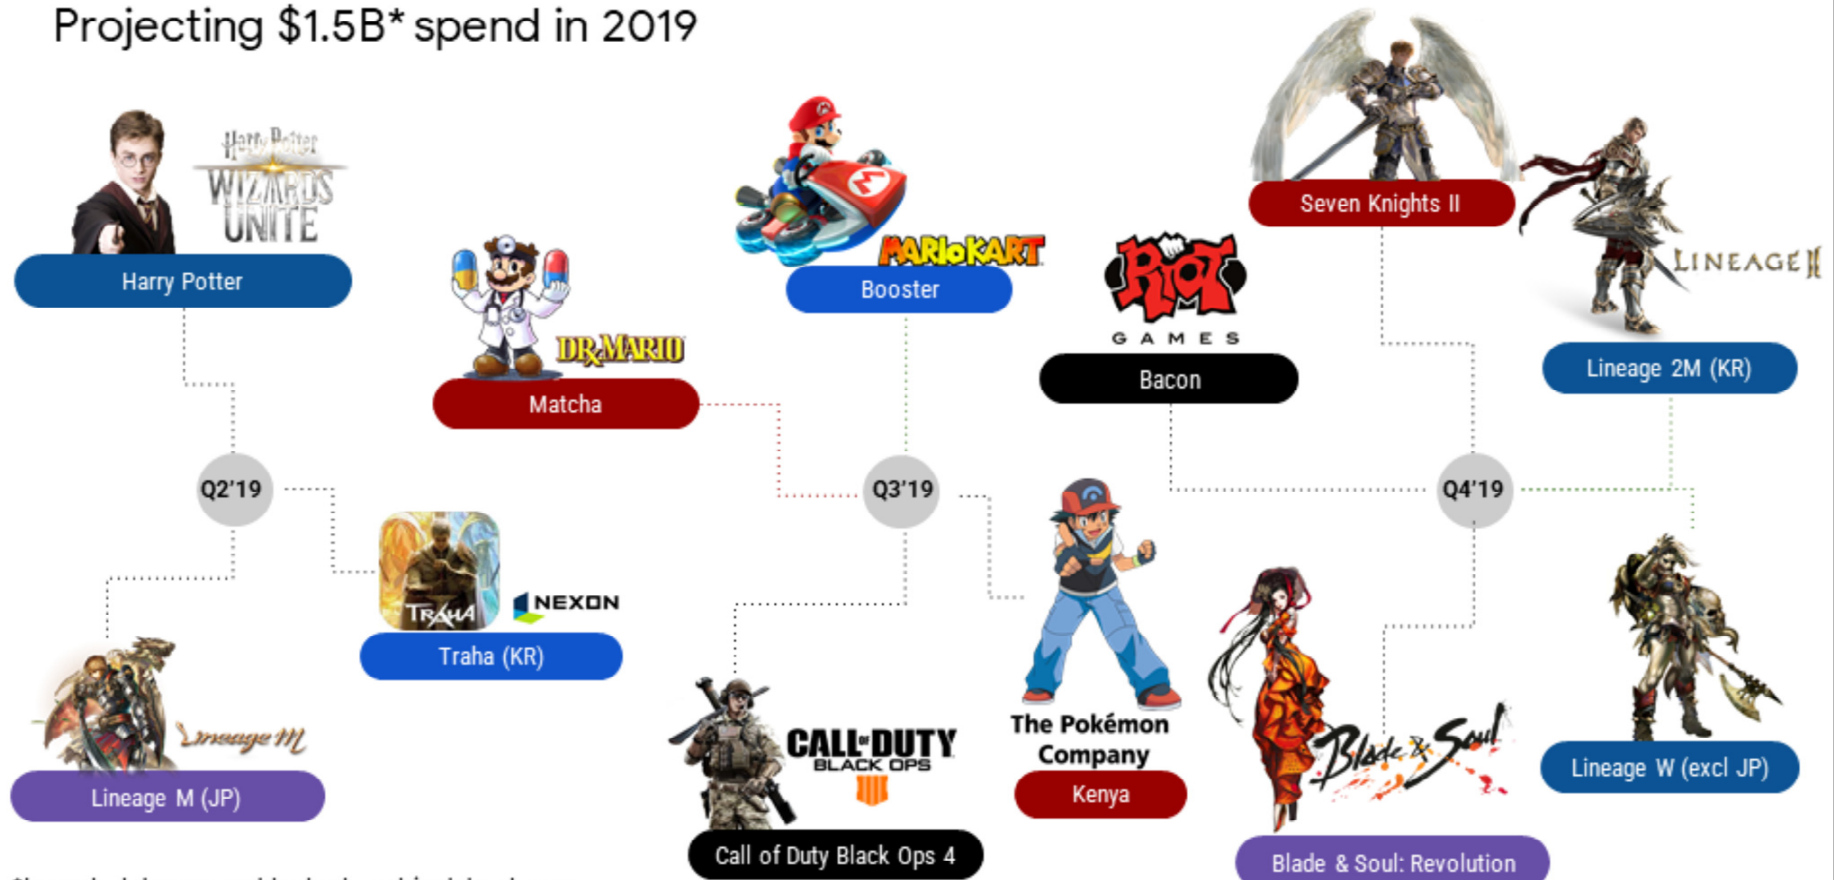 Projecting $1.5B* spend in 2019
Harry Potter
WIZARDS
UNITE
Harry Potter
DR. MARIO
Matcha
M
MARIOKART
Booster
RIOT
GAMES
Bacon
Seven Knights II
LINEAGE II
Lineage 2M (KR)
Q2'19
Q3'19
Q4'19
TRAHA
NEXON
Traha (KR)
Lineage M
Lineage M (JP)
CALL OF DUTY
BLACK OPS
IIII
Call of Duty Black Ops 4
The Pokémon
Company
Kenya
Blade & Soul
Blade & Soul: Revolution
Lineage W (excl JP)